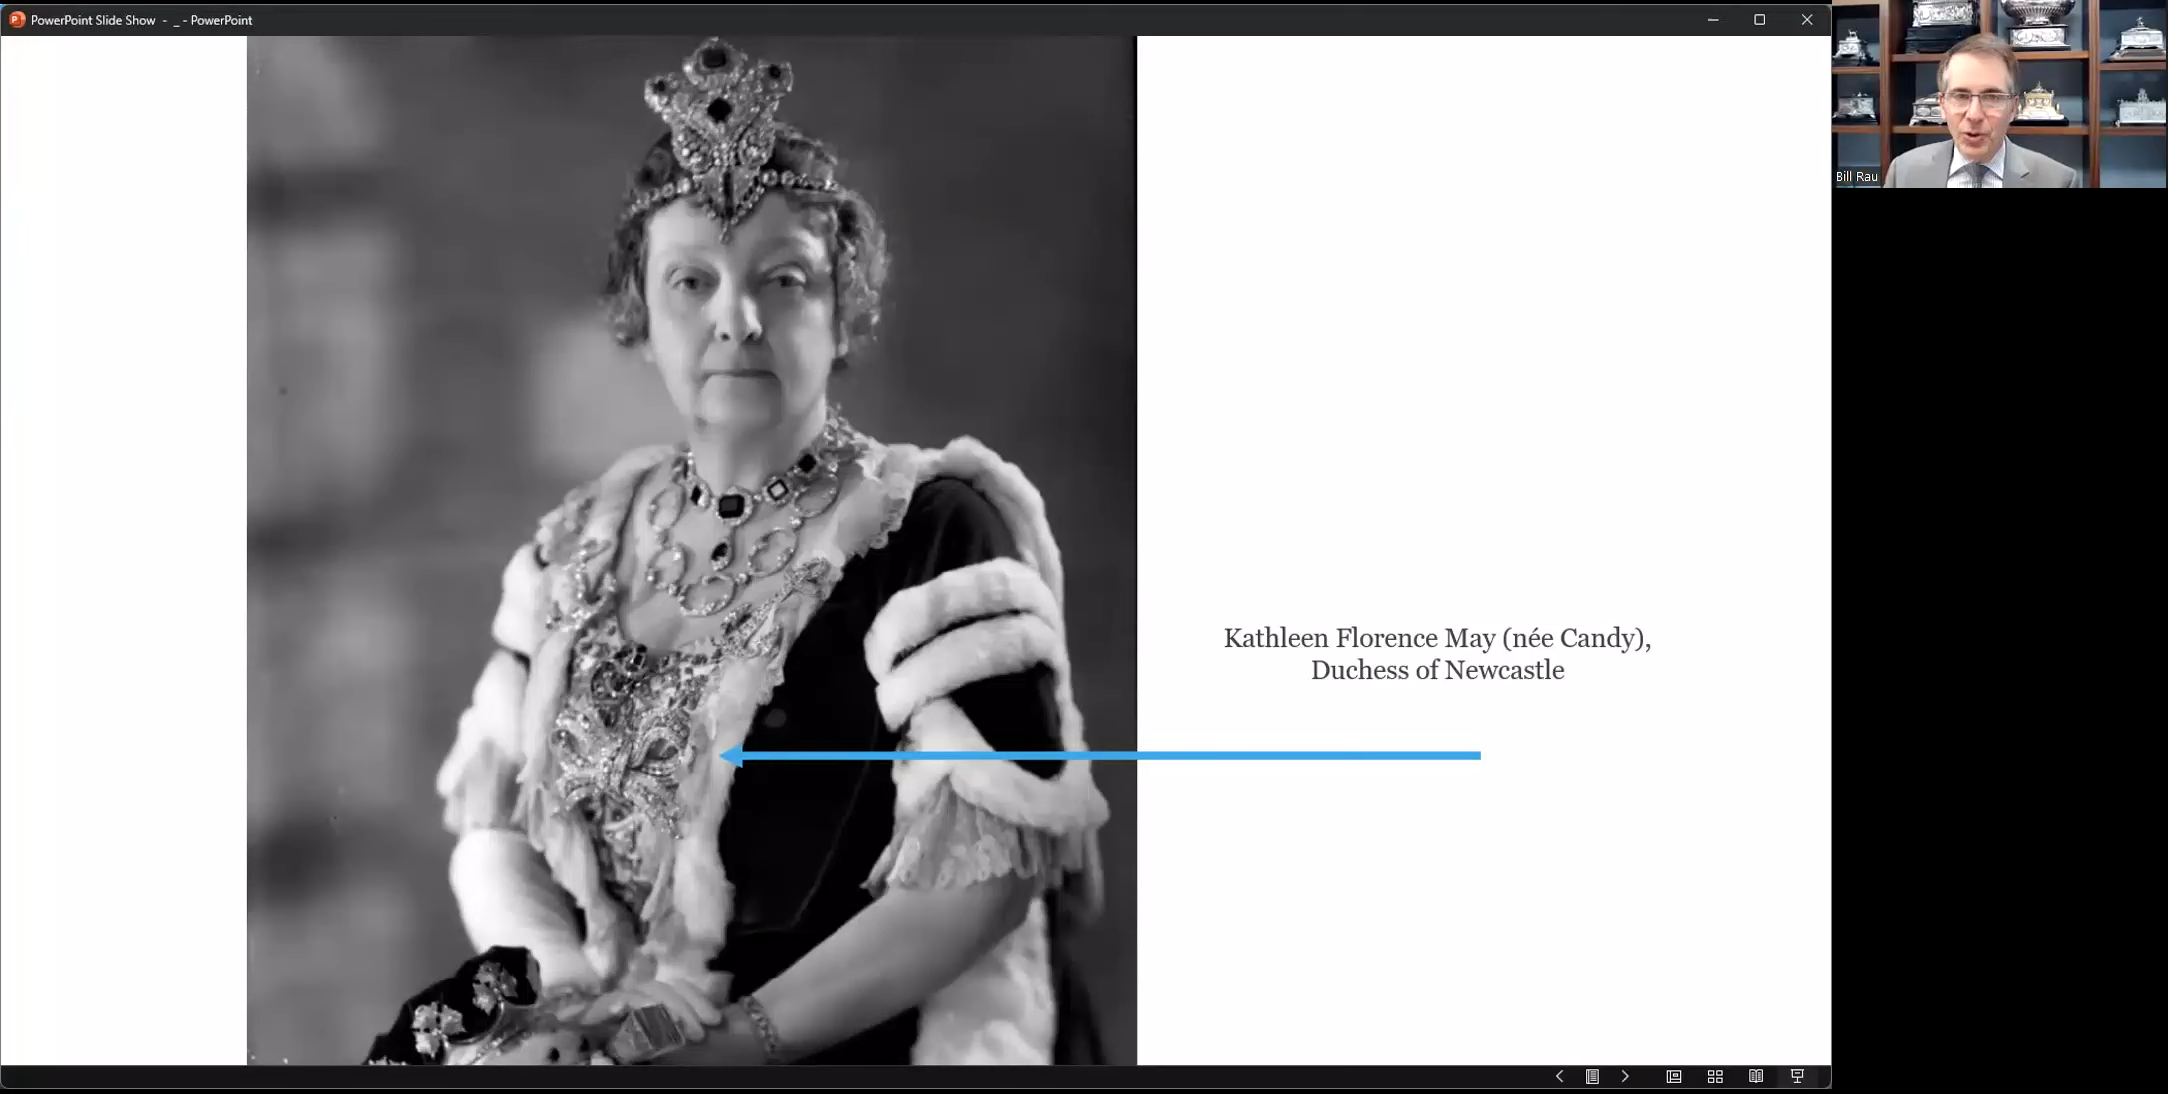 PowerPoint Slide Show - _ - PowerPoint
Bill Rau
Kathleen Florence May (née Candy),
Duchess of Newcastle